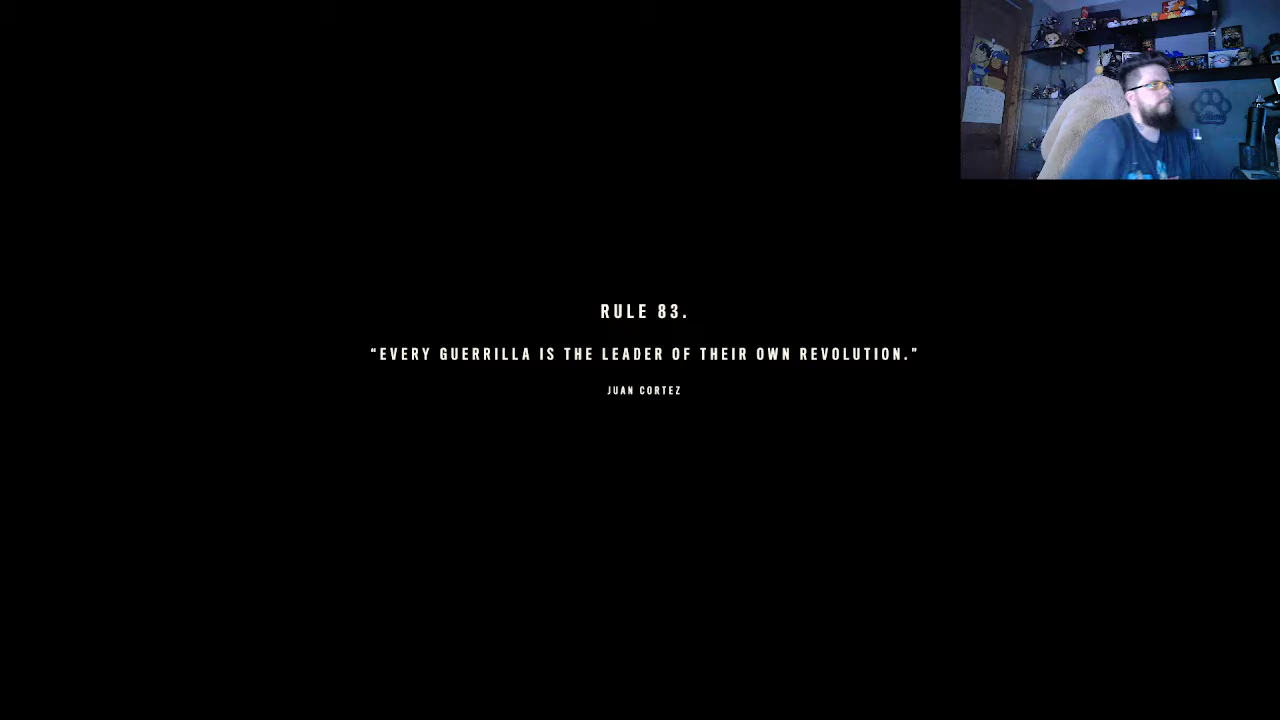 RULE 83.
“EVERY GUERRILLA IS THE LEADER OF THEIR OWN REVOLUTION.”
JUAN CORTEZ